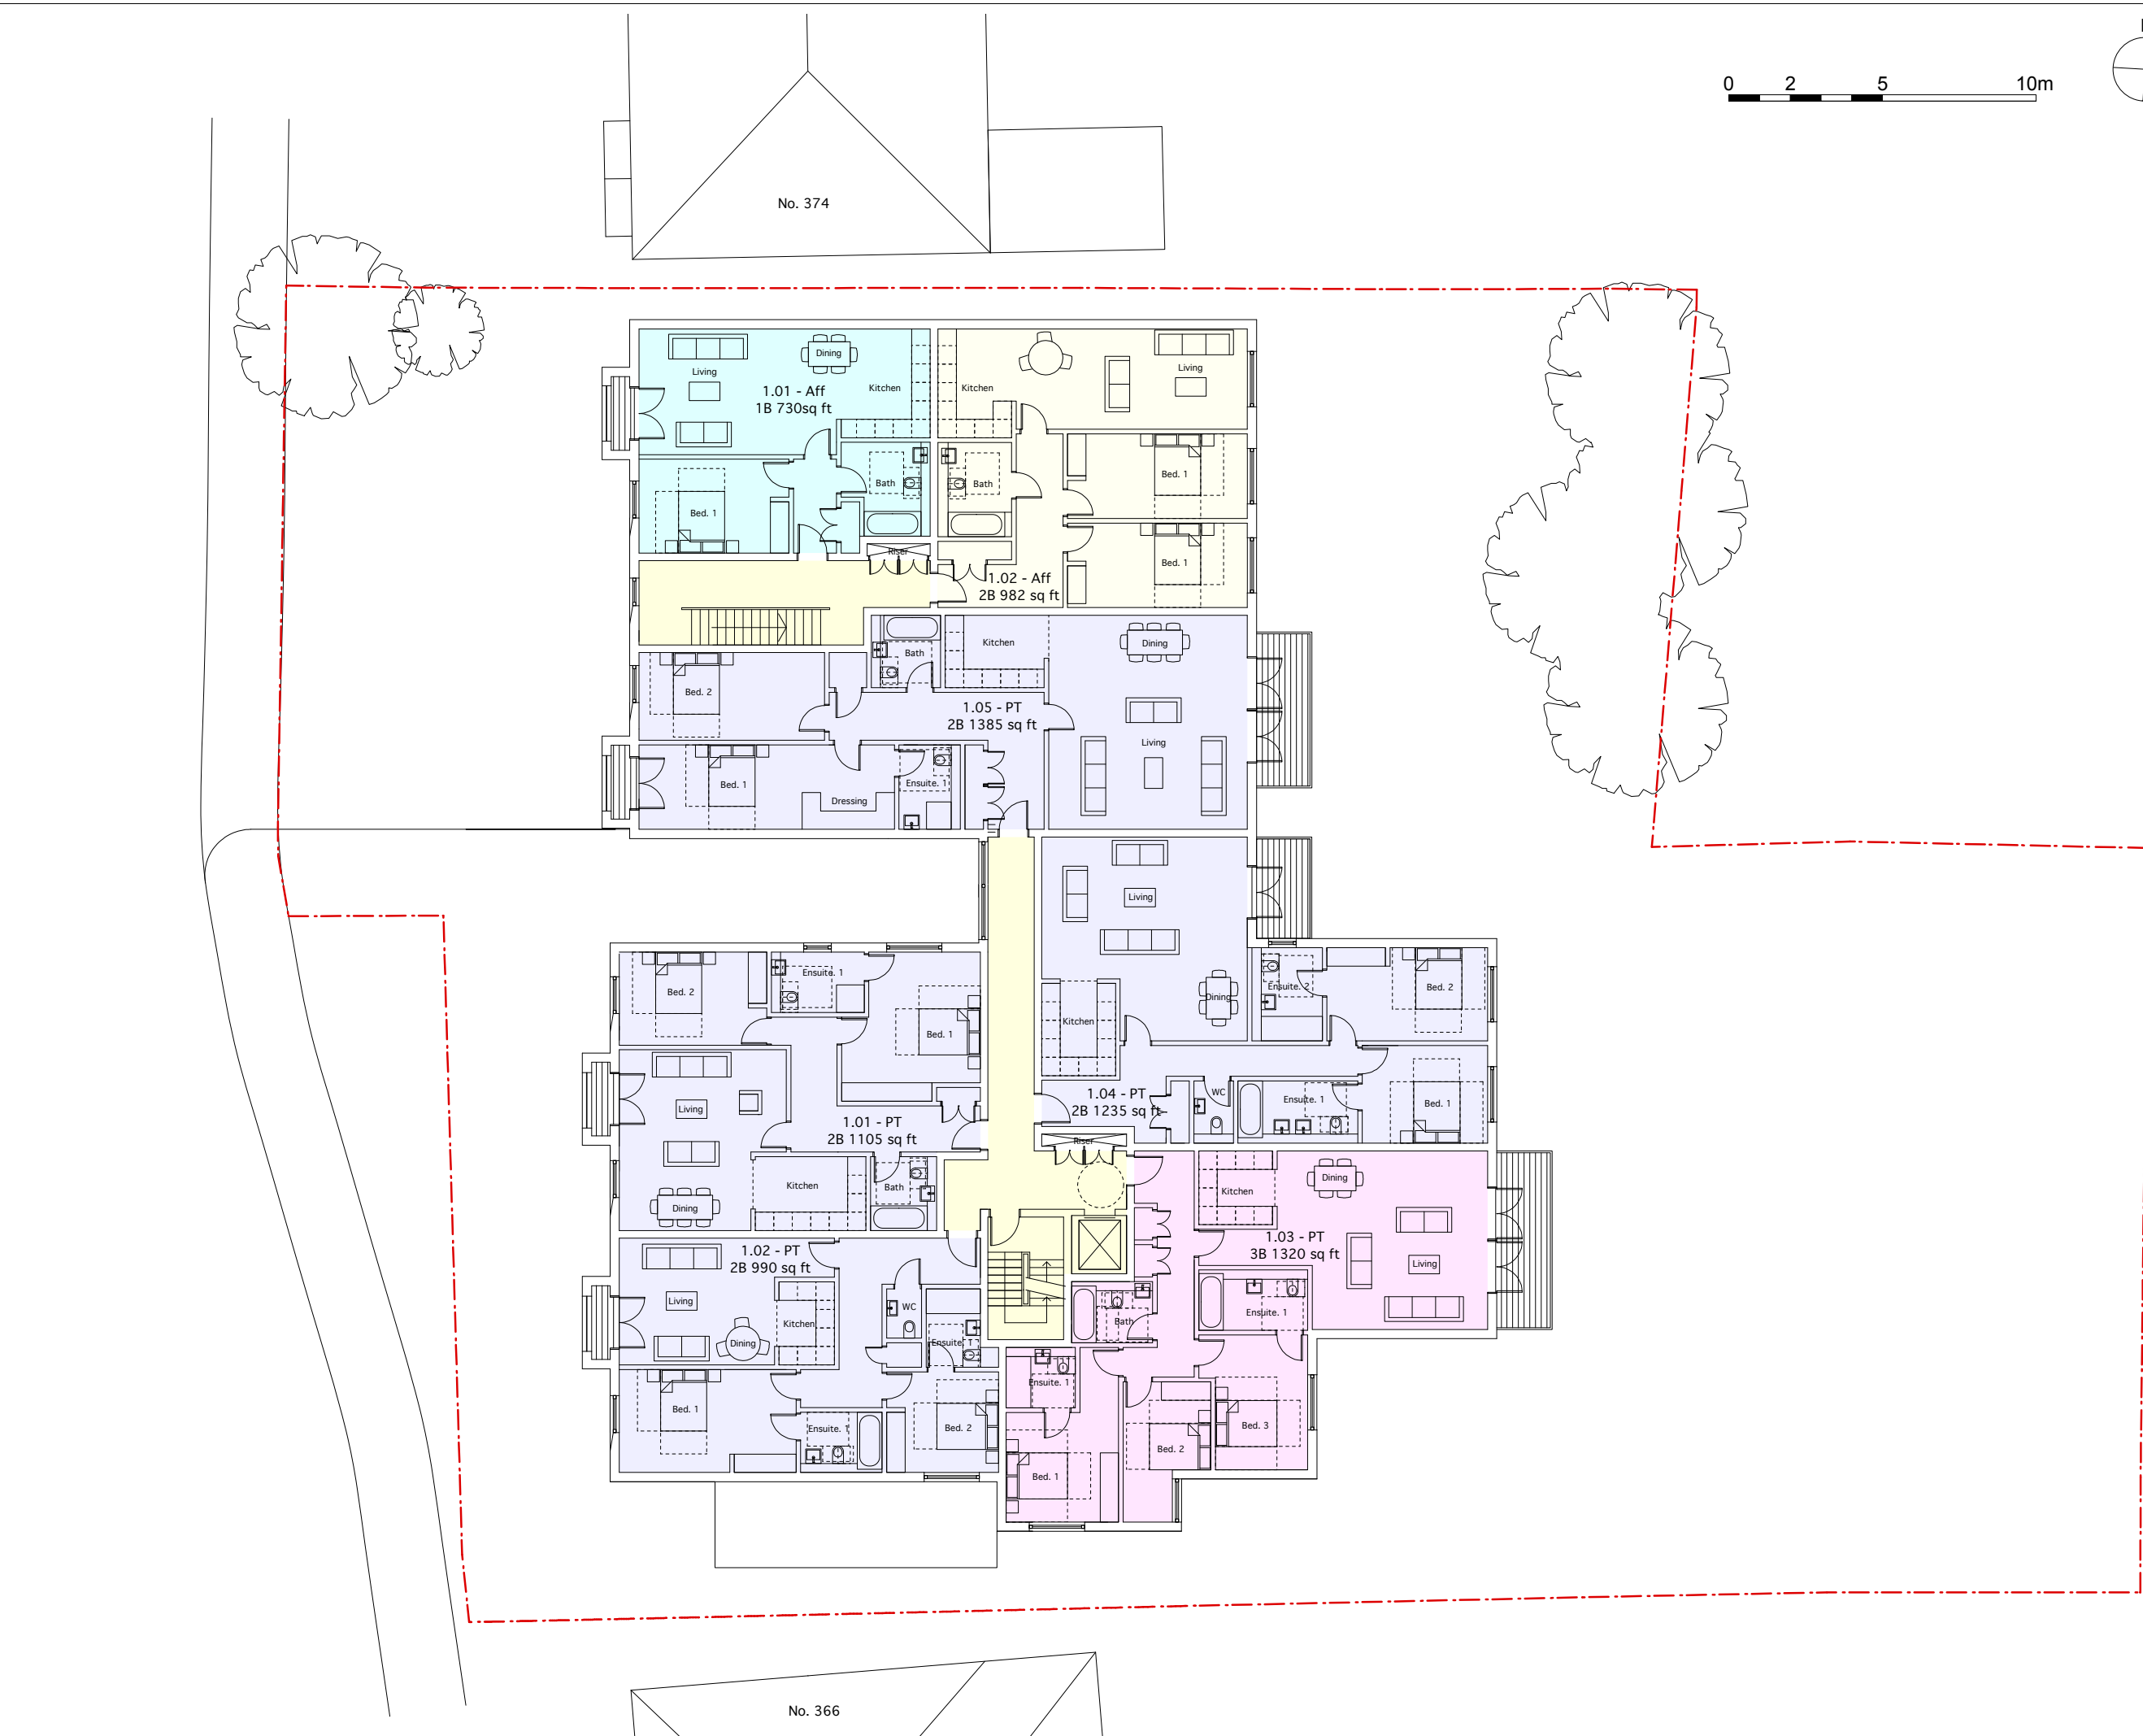 0 2 5 10m
No. 374
Dining
Living
Kitchen
1.01 - Aff
1B 730sq ft
Bath
Bed. 1
Kitchen
Living
Bath
Bed. 1
Bed. 1
Riser
1.02 - Aff
2B 982 sq ft
Bath
Kitchen
Dining
Bed. 2
1.05 - PT
2B 1385 sq ft
Living
Bed. 1
Dressing
Ensuite. 1
Living
Dining
Kitchen
Ensuite. 2
Bed. 2
1.04 - PT
2B 1235 sq ft
WC
Ensuite. 1
Bed. 1
Riser
Bed. 2
Ensuite. 1
Bed. 1
Living
1.01 - PT
2B 1105 sq ft
Kitchen
Bath
Dining
1.02 - PT
2B 990 sq ft
Living
Kitchen
Dining
WC
Ensuite. 1
Bed. 1
Ensuite. 1
Bed. 2
Kitchen
Dining
1.03 - PT
3B 1320 sq ft
Living
Ensuite. 1
Bath
Ensuite. 1
Bed. 3
Bed. 2
Bed. 1
No. 366